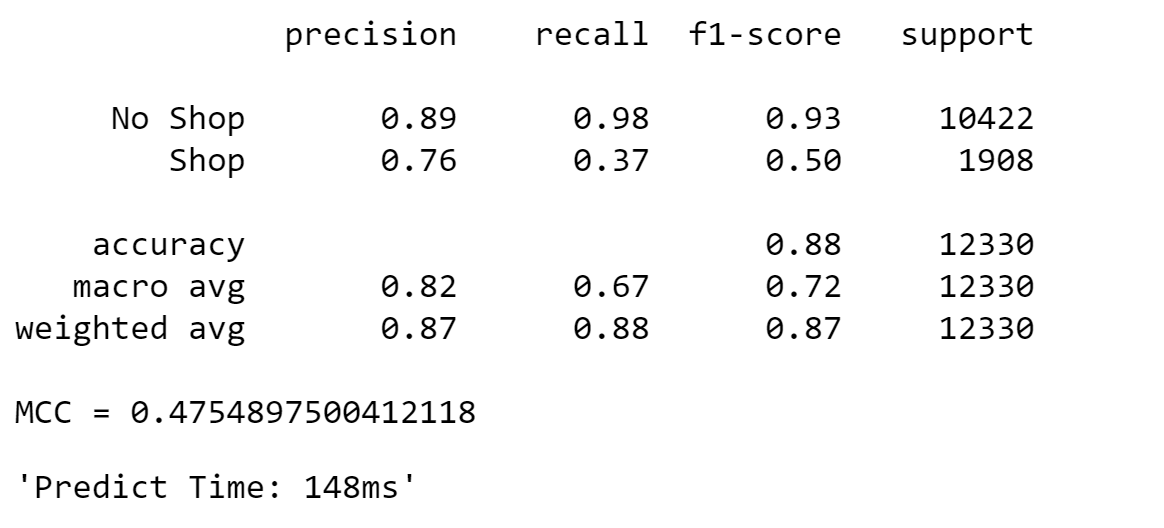 precision recall f1-score support
No Shop 0.89 0.98 0.93 10422
Shop 0.76 0.37 0.50 1908
accuracy 0.88 12330
macro avg 0.82 0.67 0.72 12330
weighted avg 0.87 0.88 0.87 12330
MCC = 0.4754897500412118
'Predict Time: 148ms'